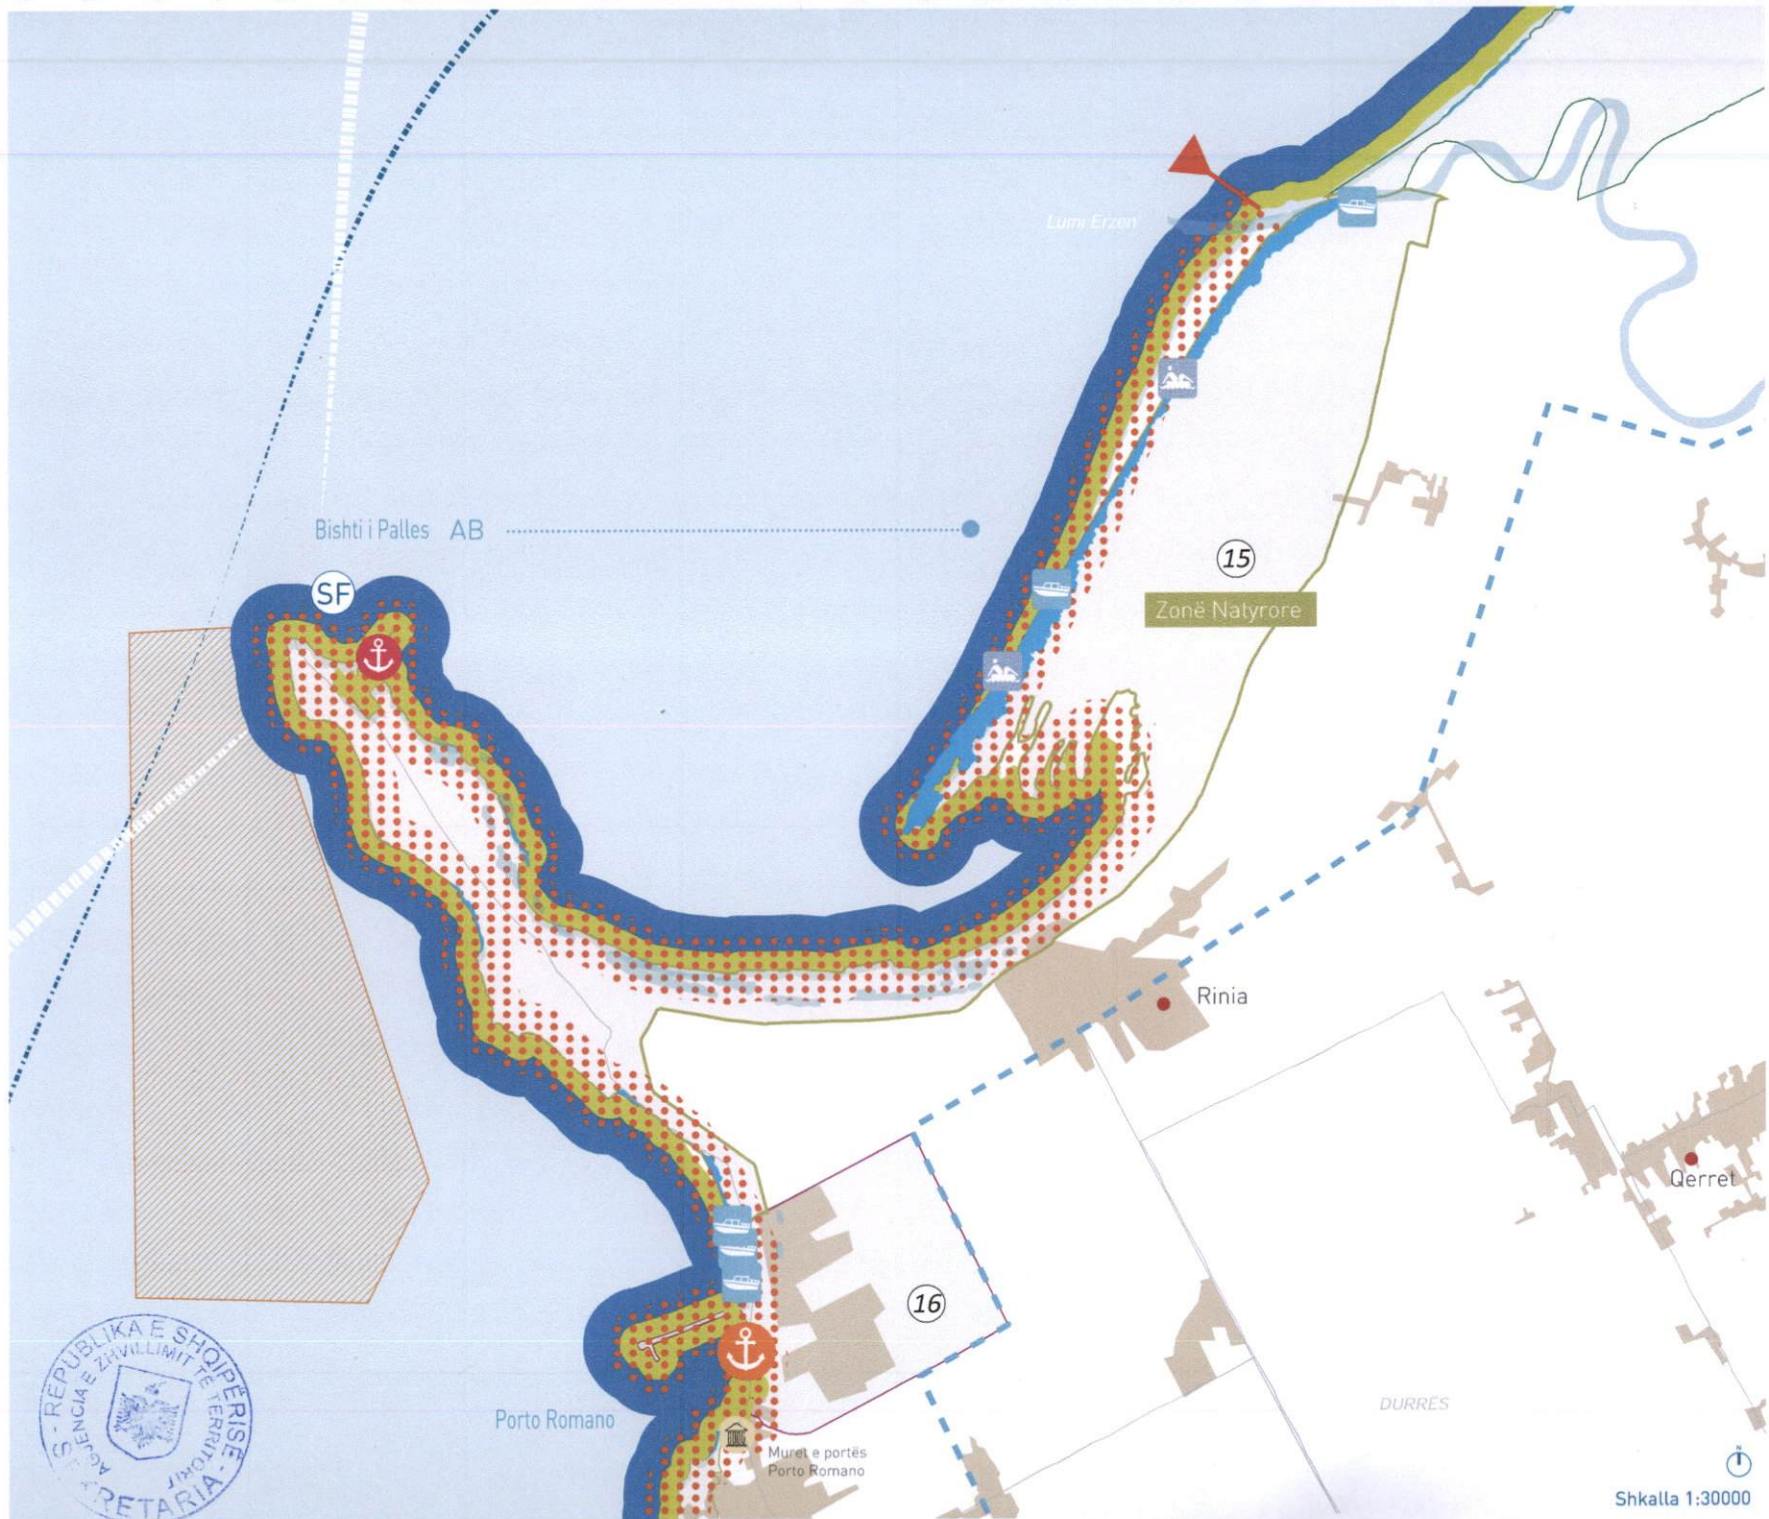 Lumi Erzen
Bishti i Palles AB
SF
15
Zonë Natyrore
Rinia
Qerret
16
DURRËS
Porto Romano
Muret e portës
Porto Romano
N
Shkalla 1:30000
REPUBLIKA E SHQIPËRISË
AGJENCIA E ZHVILLIMIT TË TERRITORIT